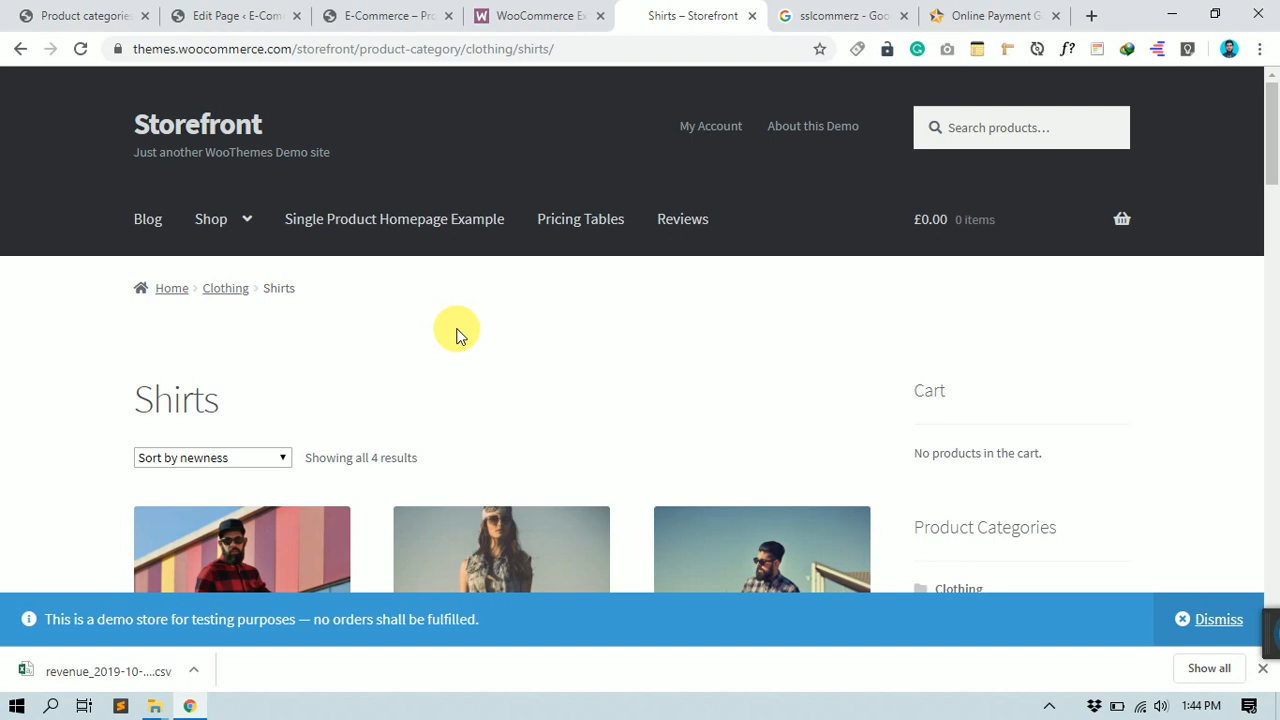 Product categories
Edit Page ‹ E-Com
E-Commerce – Pro
WooCommerce Ex
Shirts – Storefront
sslcommerz - Goo
Online Payment G
themes.woocommerce.com/storefront/product-category/clothing/shirts/
Storefront
Just another WooThemes Demo site
My Account
About this Demo
Search products…
Blog
Shop
Single Product Homepage Example
Pricing Tables
Reviews
£0.00 0 items
Home > Clothing > Shirts
Shirts
Cart
Sort by newness
Showing all 4 results
No products in the cart.
Product Categories
Clothing
This is a demo store for testing purposes — no orders shall be fulfilled.
Dismiss
revenue_2019-10-....csv
Show all
1:44 PM